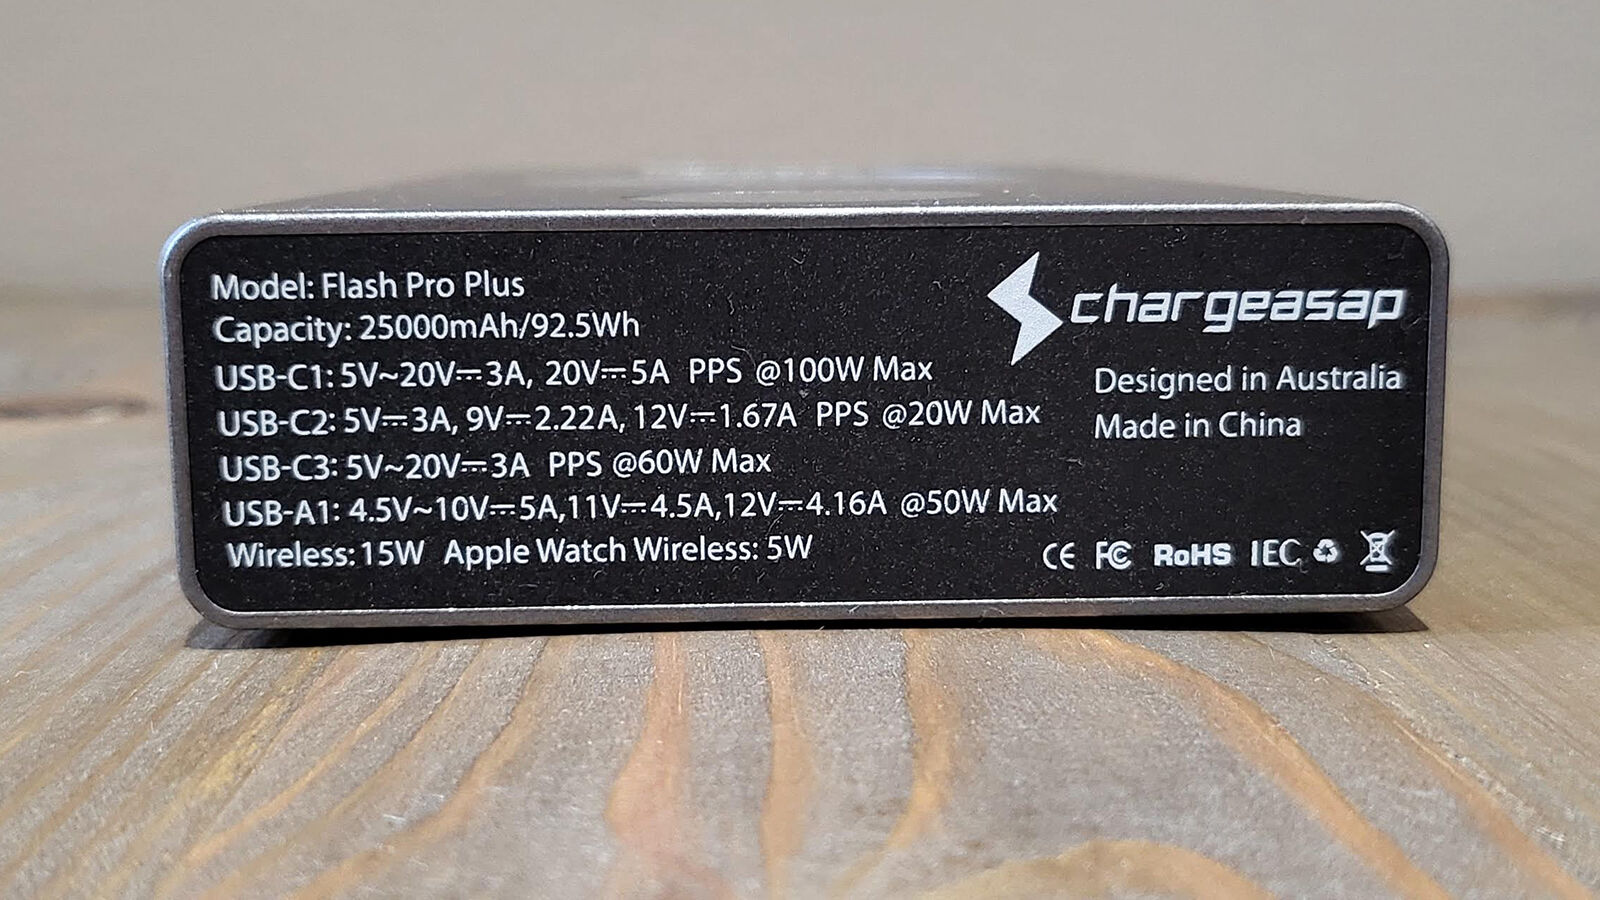 Model: Flash Pro Plus
Capacity: 25000mAh/92.5Wh
USB-C1: 5V~20V⎓3A, 20V⎓5A PPS @100W Max
USB-C2: 5V⎓3A, 9V⎓2.22A, 12V⎓1.67A PPS @20W Max
USB-C3: 5V~20V⎓3A PPS @60W Max
USB-A1: 4.5V~10V⎓5A,11V⎓4.5A,12V⎓4.16A @50W Max
Wireless: 15W Apple Watch Wireless: 5W
chargeasap
Designed in Australia
Made in China
CE FC RoHS IEC